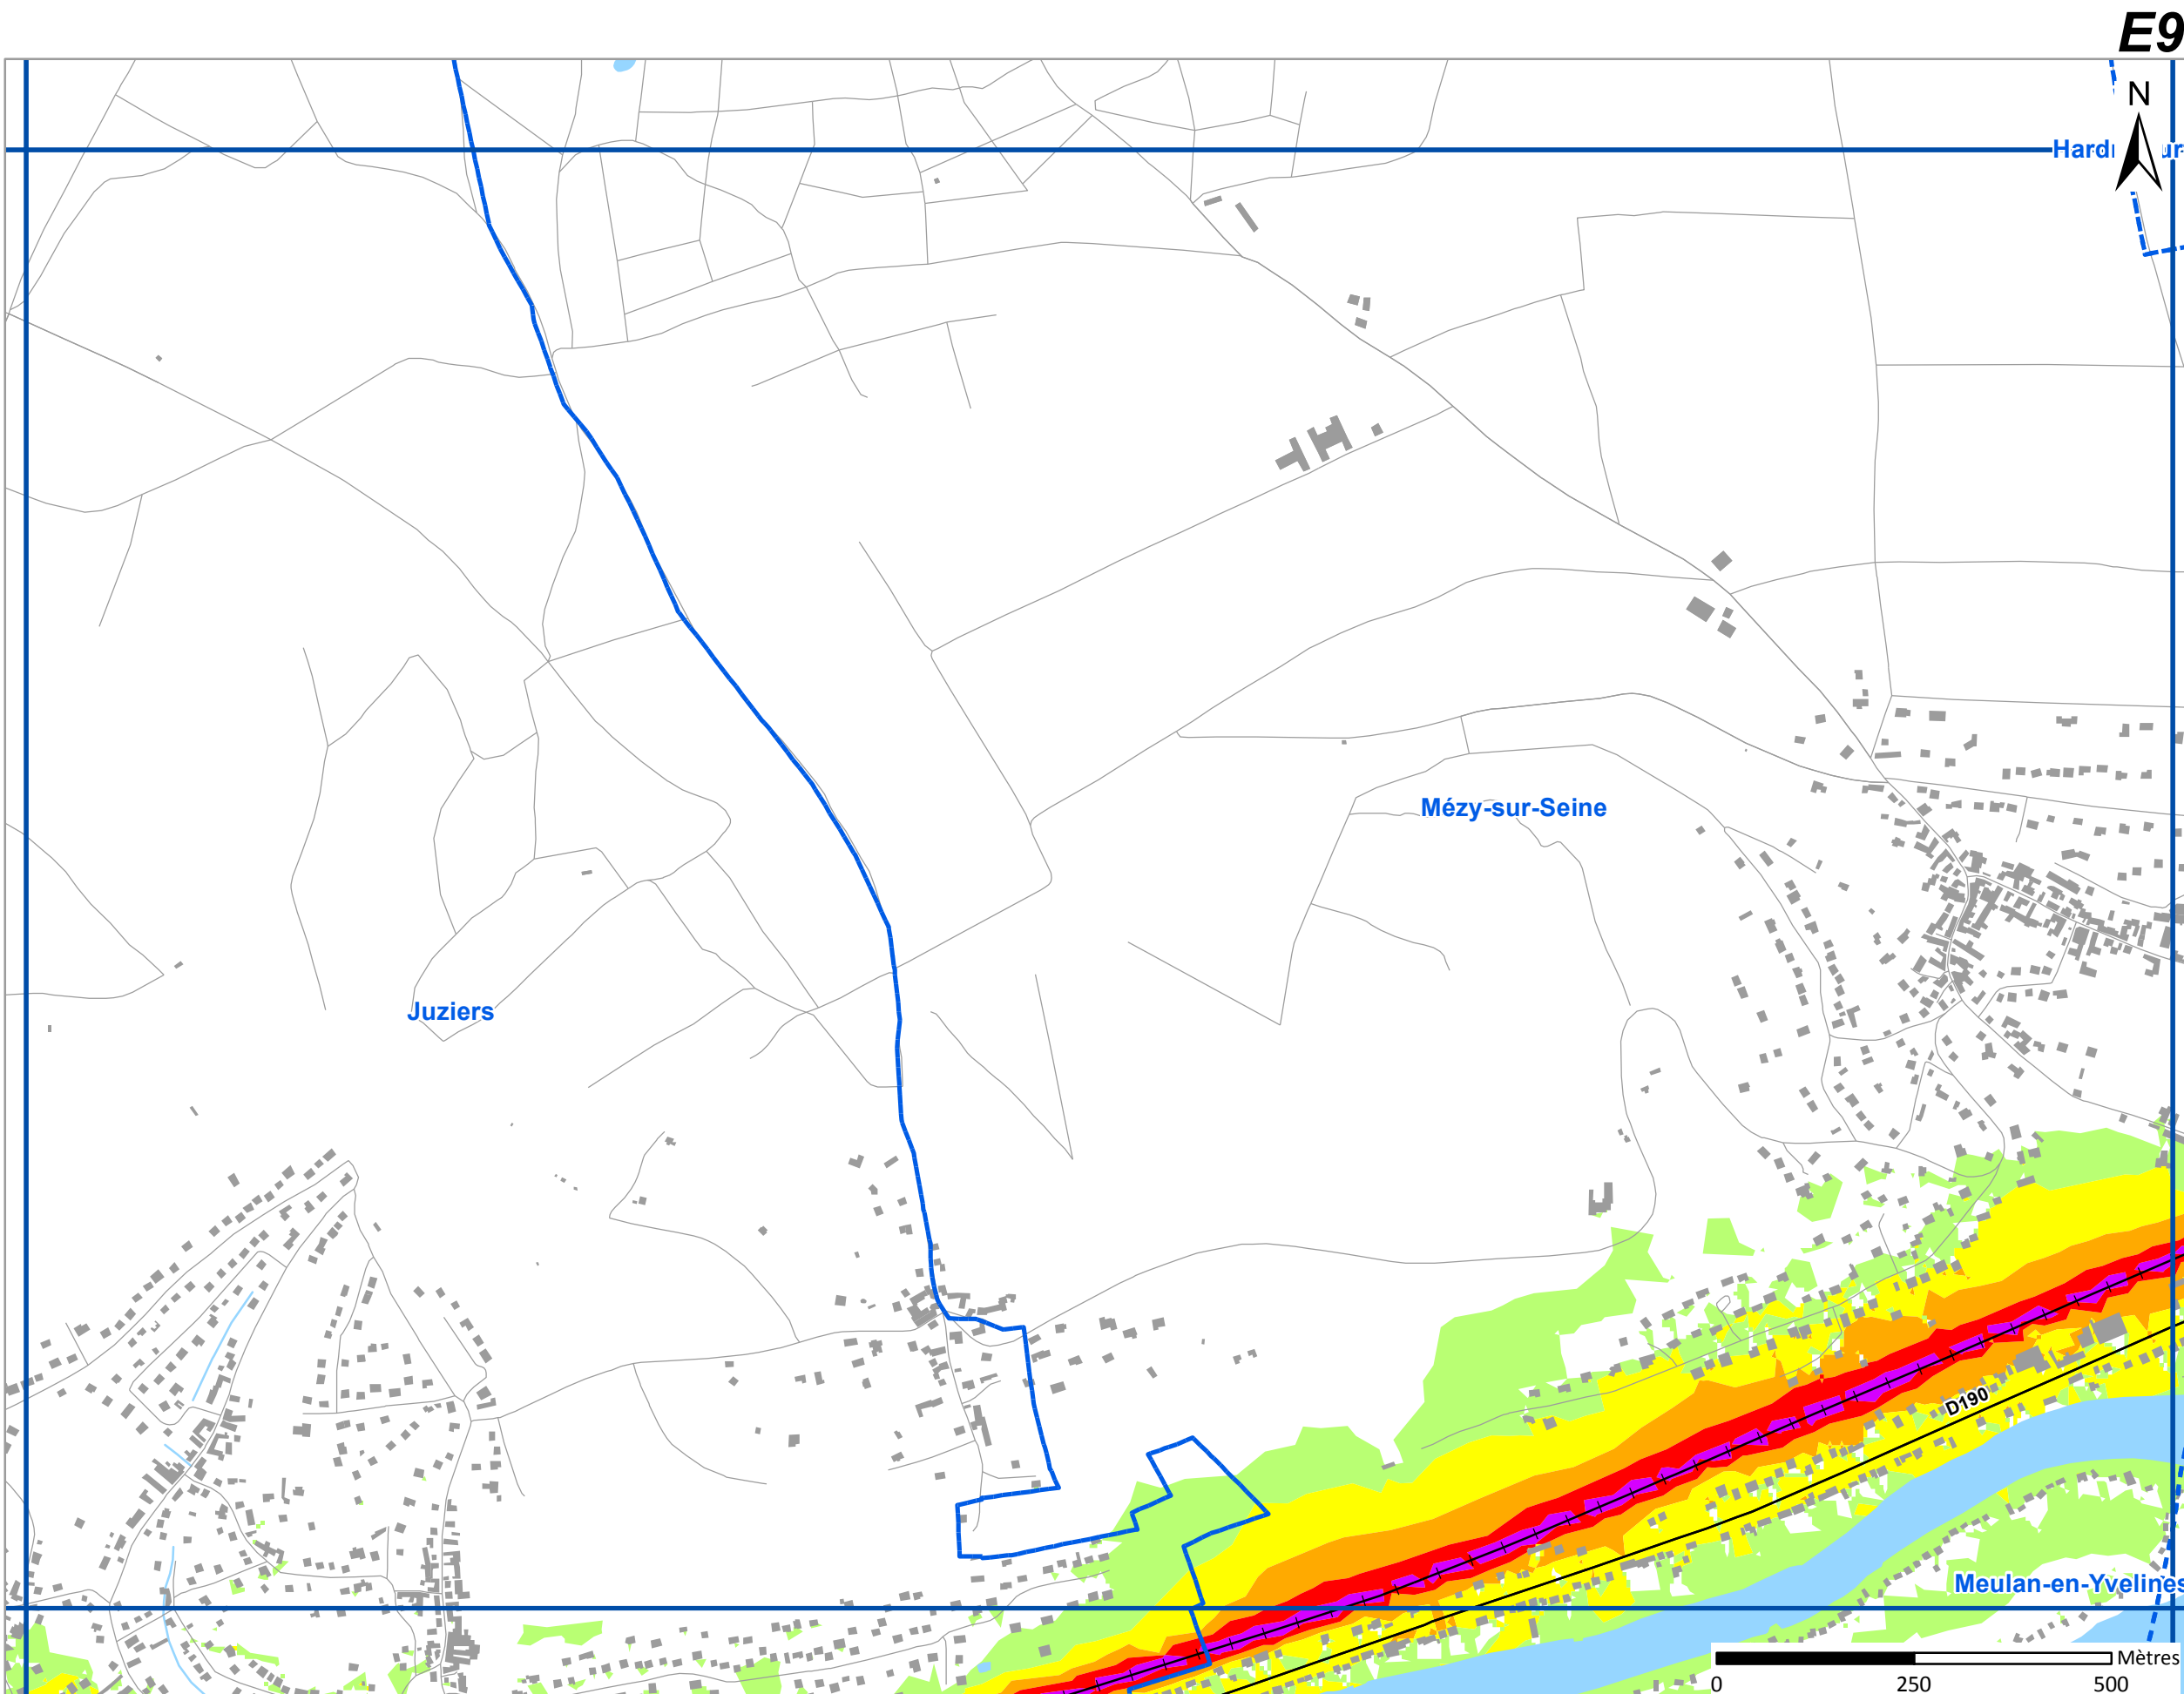 E9
N
Mézy-sur-Seine
Juziers
D190
Meulan-en-Yvelines
Mètres
0 250 500